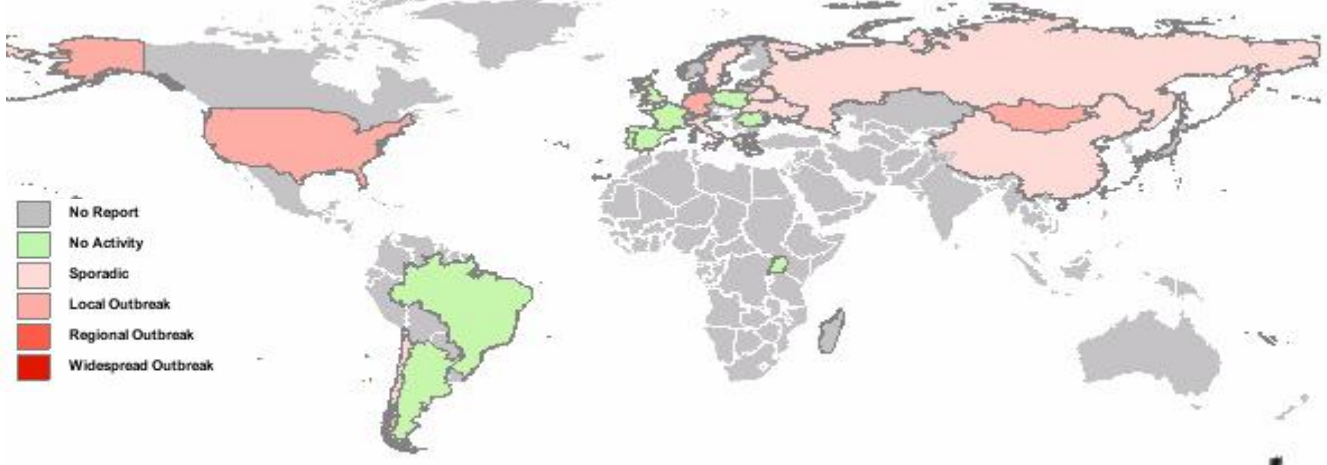 No Report
No Activity
Sporadic
Local Outbreak
Regional Outbreak
Widespread Outbreak